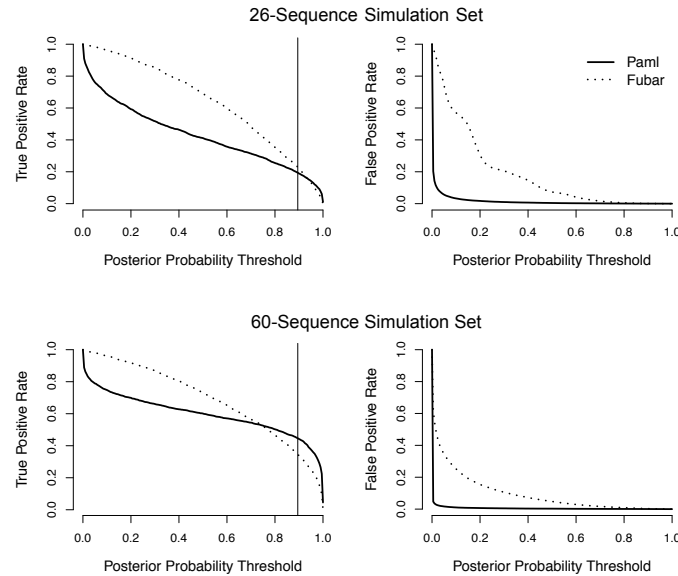 26-Sequence Simulation Set
True Positive Rate
0.0 0.2 0.4 0.6 0.8 1.0
0.0 0.2 0.4 0.6 0.8 1.0
Posterior Probability Threshold
False Positive Rate
0.0 0.2 0.4 0.6 0.8 1.0
Paml
Fubar
0.0 0.2 0.4 0.6 0.8 1.0
Posterior Probability Threshold
60-Sequence Simulation Set
True Positive Rate
0.0 0.2 0.4 0.6 0.8 1.0
0.0 0.2 0.4 0.6 0.8 1.0
Posterior Probability Threshold
False Positive Rate
0.0 0.2 0.4 0.6 0.8 1.0
0.0 0.2 0.4 0.6 0.8 1.0
Posterior Probability Threshold